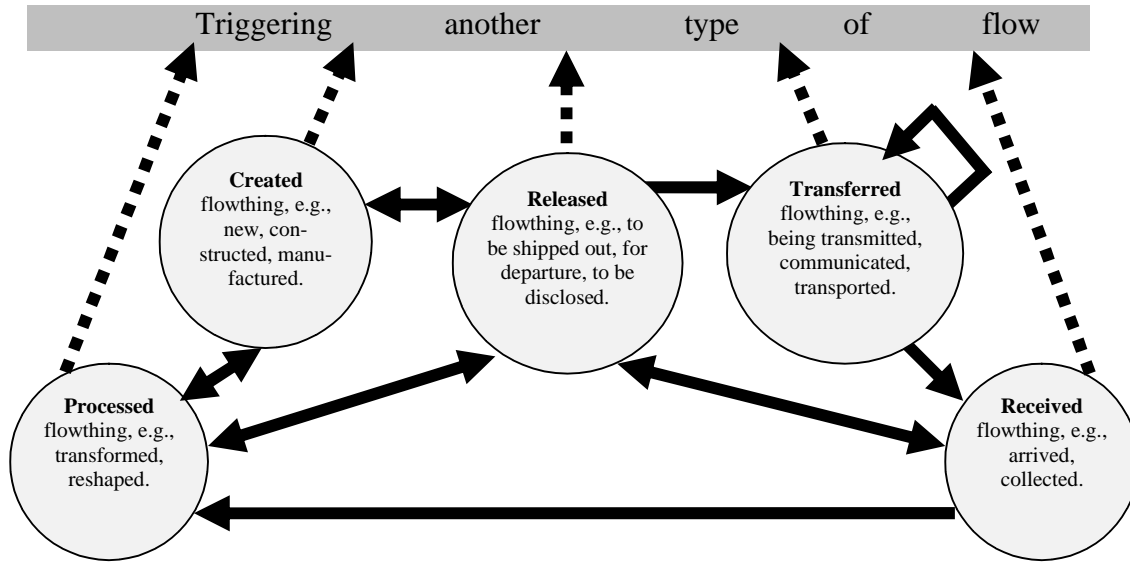 Triggering another type of flow
Created
flowthing, e.g.,
new, con-
structed, manu-
factured.
Released
flowthing, e.g., to
be shipped out, for
departure, to be
disclosed.
Transferred
flowthing, e.g.,
being transmitted,
communicated,
transported.
Processed
flowthing, e.g.,
transformed,
reshaped.
Received
flowthing, e.g.,
arrived,
collected.